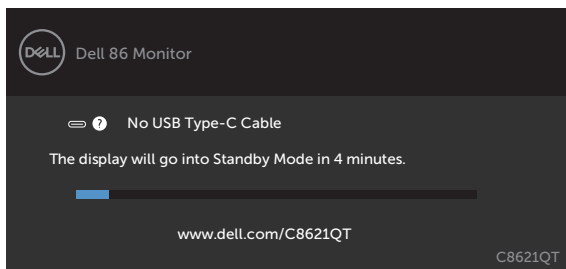 DELL
Dell 86 Monitor
? No USB Type-C Cable
The display will go into Standby Mode in 4 minutes.
www.dell.com/C8621QT
C8621QT